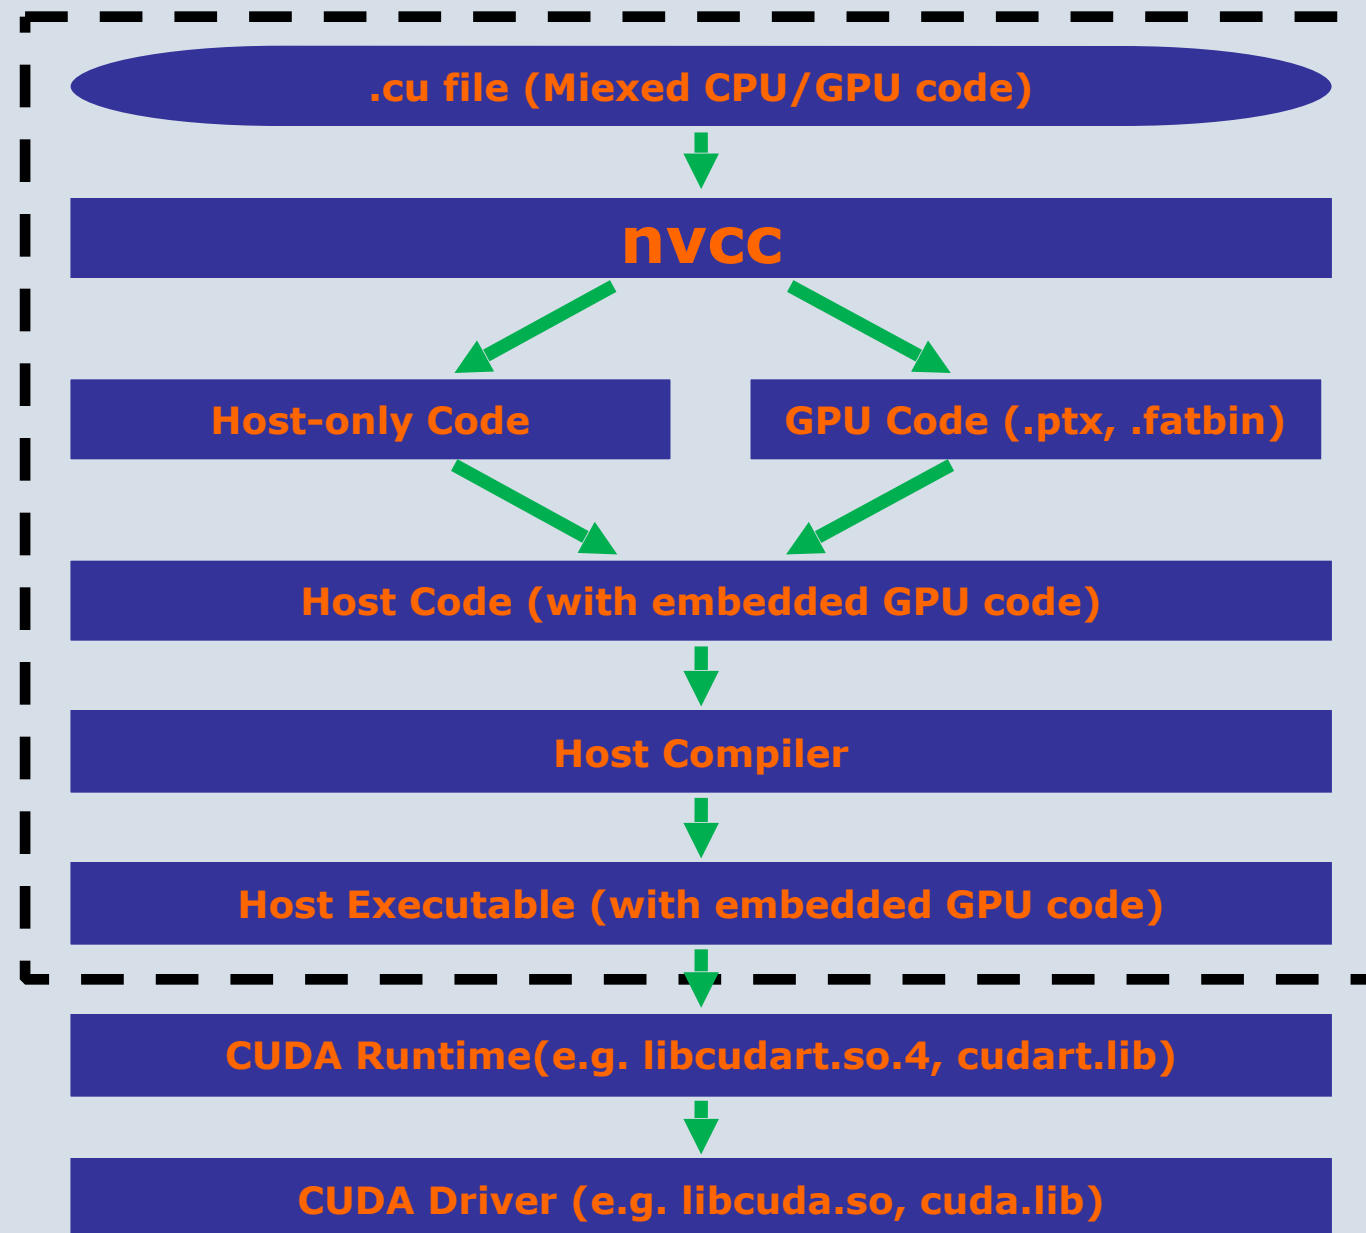 .cu file (Miexed CPU/GPU code)
nvcc
Host-only Code
GPU Code (.ptx, .fatbin)
Host Code (with embedded GPU code)
Host Compiler
Host Executable (with embedded GPU code)
CUDA Runtime(e.g. libcudart.so.4, cudart.lib)
CUDA Driver (e.g. libcuda.so, cuda.lib)